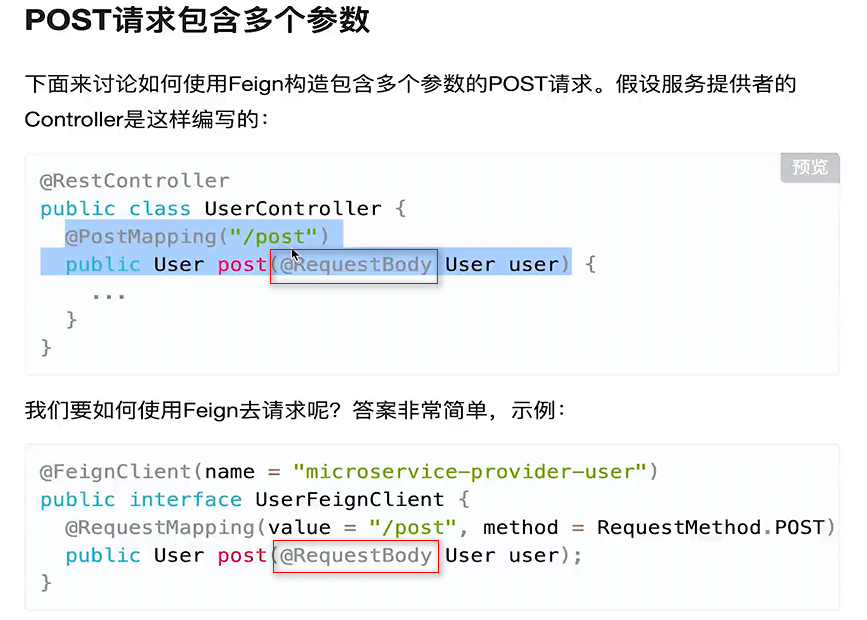 POST请求包含多个参数
下面来讨论如何使用Feign构造包含多个参数的POST请求。假设服务提供者的
Controller是这样编写的：
预览
@RestController
public class UserController {
  @PostMapping("/post")
  public User post(@RequestBody User user) {
    ...
  }
}
我们要如何使用Feign去请求呢？答案非常简单，示例：
@FeignClient(name = "microservice-provider-user")
public interface UserFeignClient {
  @RequestMapping(value = "/post", method = RequestMethod.POST)
  public User post(@RequestBody User user);
}